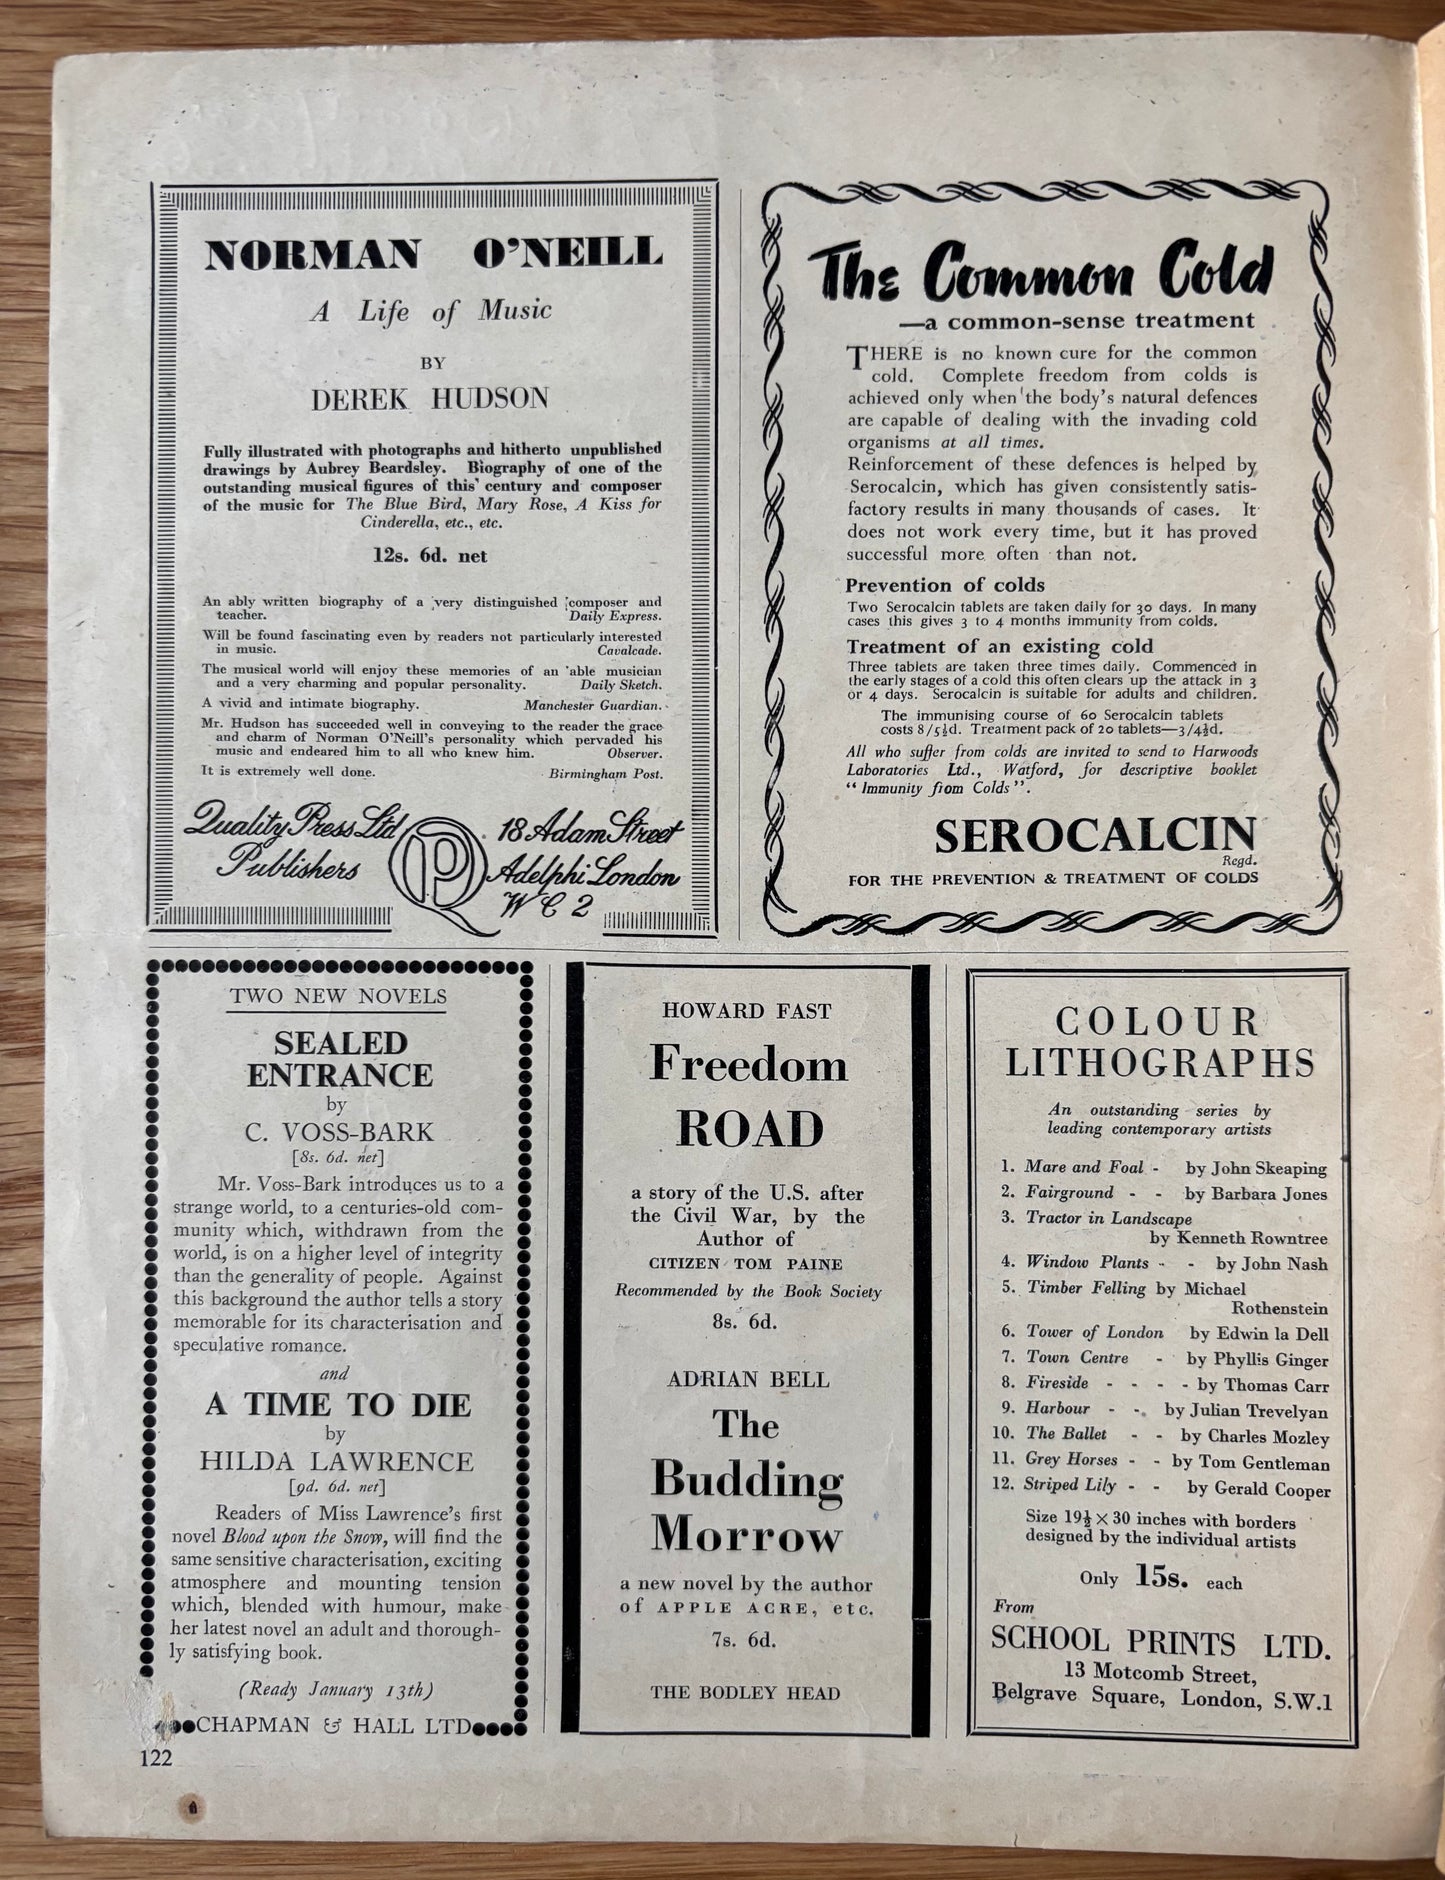 NORMAN O'NEILL
A Life of Music
BY
DEREK HUDSON
Fully illustrated with photographs and hitherto unpublished
drawings by Aubrey Beardsley. Biography of one of the
outstanding musical figures of this century and composer
of the music for The Blue Bird, Mary Rose, A Kiss for
Cinderella, etc., etc.
12s. 6d. net
An ably written biography of a very distinguished composer and
teacher. Daily Express.
Will be found fascinating even by readers not particularly interested
in music. Cavalcade.
The musical world will enjoy these memories of an able musician
and a very charming and popular personality. Daily Sketch.
A vivid and intimate biography. Manchester Guardian.
Mr. Hudson has succeeded well in conveying to the reader the grace
and charm of Norman O'Neill's personality which pervaded his
music and endeared him to all who knew him. Observer.
It is extremely well done. Birmingham Post.
Quality Press Ltd
Publishers
QP
18 Adam Street
Adelphi London
W C 2
The Common Cold
—a common-sense treatment
THERE is no known cure for the common
cold. Complete freedom from colds is
achieved only when the body's natural defences
are capable of dealing with the invading cold
organisms at all times.
Reinforcement of these defences is helped by
Serocalcin, which has given consistently satis-
factory results in many thousands of cases. It
does not work every time, but it has proved
successful more often than not.
Prevention of colds
Two Serocalcin tablets are taken daily for 30 days. In many
cases this gives 3 to 4 months immunity from colds.
Treatment of an existing cold
Three tablets are taken three times daily. Commenced in
the early stages of a cold this often clears up the attack in 3
or 4 days. Serocalcin is suitable for adults and children.
The immunising course of 60 Serocalcin tablets
costs 8/5½d. Treatment pack of 20 tablets—3/4½d.
All who suffer from colds are invited to send to Harwoods
Laboratories Ltd., Watford, for descriptive booklet
“Immunity from Colds”.
SEROCALCIN
Regd.
FOR THE PREVENTION & TREATMENT OF COLDS
TWO NEW NOVELS
SEALED
ENTRANCE
by
C. VOSS-BARK
[8s. 6d. net]
Mr. Voss-Bark introduces us to a
strange world, to a centuries-old com-
munity which, withdrawn from the
world, is on a higher level of integrity
than the generality of people. Against
this background the author tells a story
memorable for its characterisation and
speculative romance.
and
A TIME TO DIE
by
HILDA LAWRENCE
[9d. 6d. net]
Readers of Miss Lawrence's first
novel Blood upon the Snow, will find the
same sensitive characterisation, exciting
atmosphere and mounting tension
which, blended with humour, make
her latest novel an adult and thorough-
ly satisfying book.
(Ready January 13th)
CHAPMAN & HALL LTD
HOWARD FAST
Freedom
ROAD
a story of the U.S. after
the Civil War, by the
Author of
CITIZEN TOM PAINE
Recommended by the Book Society
8s. 6d.
ADRIAN BELL
The
Budding
Morrow
a new novel by the author
of APPLE ACRE, etc.
7s. 6d.
THE BODLEY HEAD
COLOUR
LITHOGRAPHS
An outstanding series by
leading contemporary artists
1. Mare and Foal - by John Skeaping
2. Fairground - - by Barbara Jones
3. Tractor in Landscape
by Kenneth Rowntree
4. Window Plants - - by John Nash
5. Timber Felling by Michael
Rothenstein
6. Tower of London by Edwin la Dell
7. Town Centre - by Phyllis Ginger
8. Fireside - - - - by Thomas Carr
9. Harbour - - by Julian Trevelyan
10. The Ballet - - by Charles Mozley
11. Grey Horses - - by Tom Gentleman
12. Striped Lily - - by Gerald Cooper
Size 19½ × 30 inches with borders
designed by the individual artists
Only 15s. each
From
SCHOOL PRINTS LTD.
13 Motcomb Street,
Belgrave Square, London, S.W.1
122